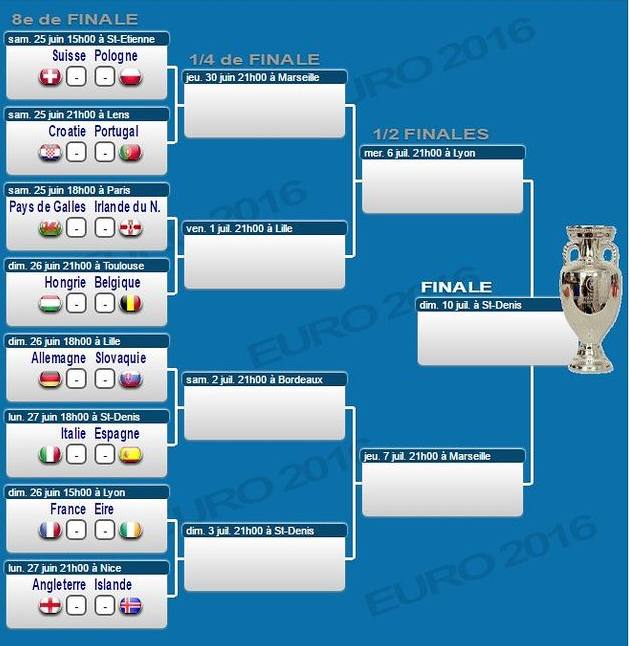 8e de FINALE
sam. 25 juin 15h00 à St-Etienne
Suisse Pologne
- -
sam. 25 juin 21h00 à Lens
Croatie Portugal
- -
sam. 25 juin 18h00 à Paris
Pays de Galles Irlande du N.
- -
dim. 26 juin 21h00 à Toulouse
Hongrie Belgique
- -
dim. 26 juin 18h00 à Lille
Allemagne Slovaquie
- -
lun. 27 juin 18h00 à St-Denis
Italie Espagne
- -
dim. 26 juin 15h00 à Lyon
France Eire
- -
lun. 27 juin 21h00 à Nice
Angleterre Islande
- -
1/4 de FINALE
jeu. 30 juin 21h00 à Marseille
ven. 1 juil. 21h00 à Lille
sam. 2 juil. 21h00 à Bordeaux
dim. 3 juil. 21h00 à St-Denis
1/2 FINALES
mer. 6 juil. 21h00 à Lyon
jeu. 7 juil. 21h00 à Marseille
FINALE
dim. 10 juil. à St-Denis
EURO 2016
EURO 2016
EURO 2016
EURO 2016
EURO 2016